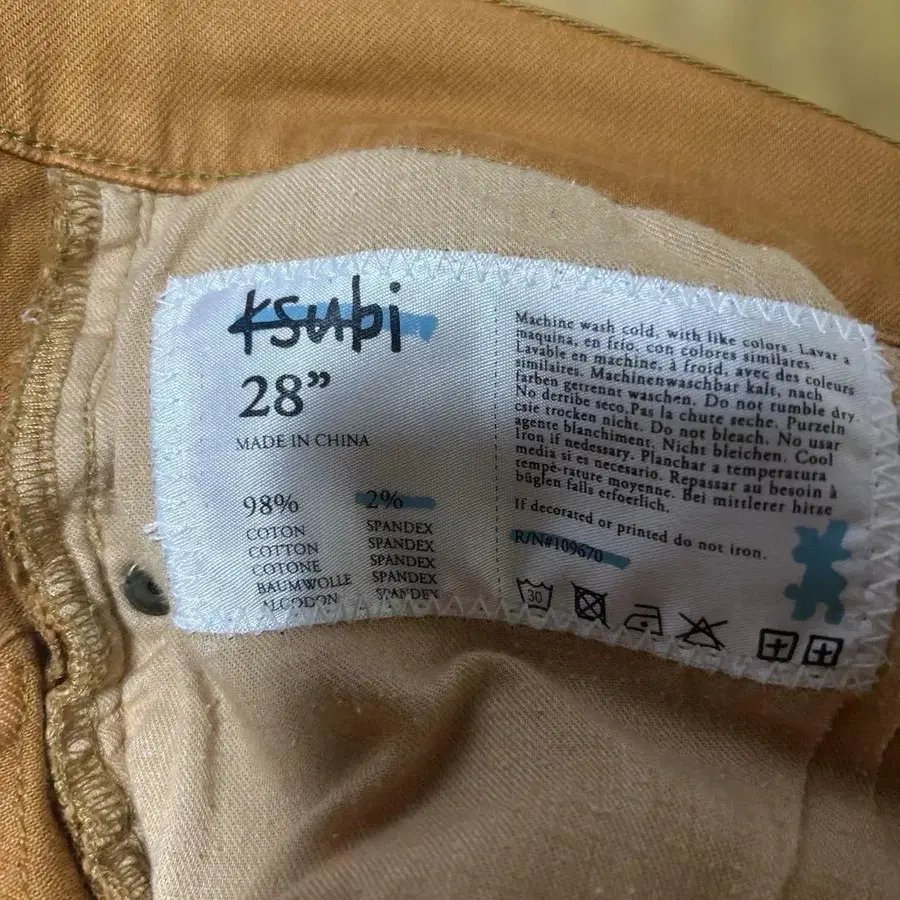 ksubi
28”
MADE IN CHINA
98% 2%
COTON SPANDEX
COTTON SPANDEX
COTONE SPANDEX
BAUMWOLLE SPANDEX
ALGODON SPANDEX
Machine wash cold, with like colors. Lavar a
maquina, en frio, con colores similares.
Lavable en machine, à froid, avec des coleurs
similaires. Machinenwaschbar kalt, nach
farben getrennt waschen. Do not tumble dry.
No derribe seco,Pas la chute seche. Purzeln
csie trocken nicht. Do not bleach. No usar
agente blanchiment. Nicht bleichen. Cool
Iron if nedessary. Planchar a temperatura
media si es necesario. Repassar au besoin à
tempé-rature moyenne. Bei mittlerer hitze
büglen falls erfoerlich.
If decorated or printed do not iron.
R/N#109670
30